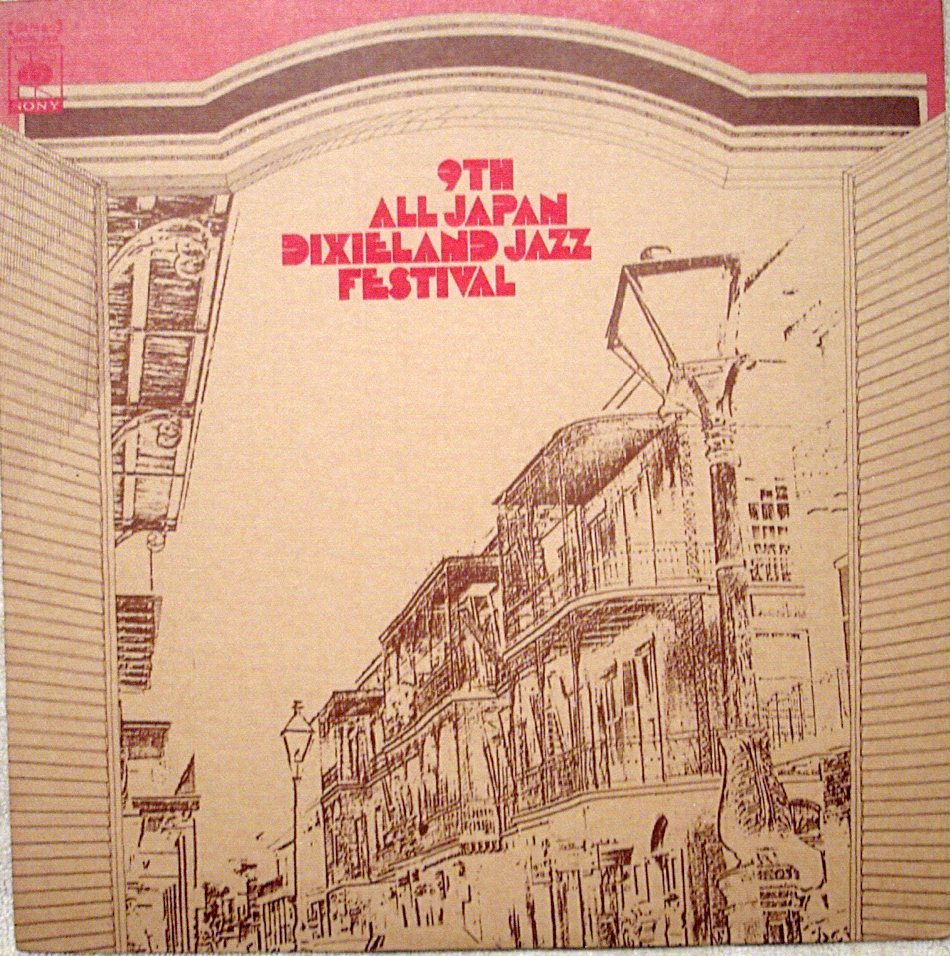 SONY
9TH
ALL JAPAN
DIXIELAND JAZZ
FESTIVAL